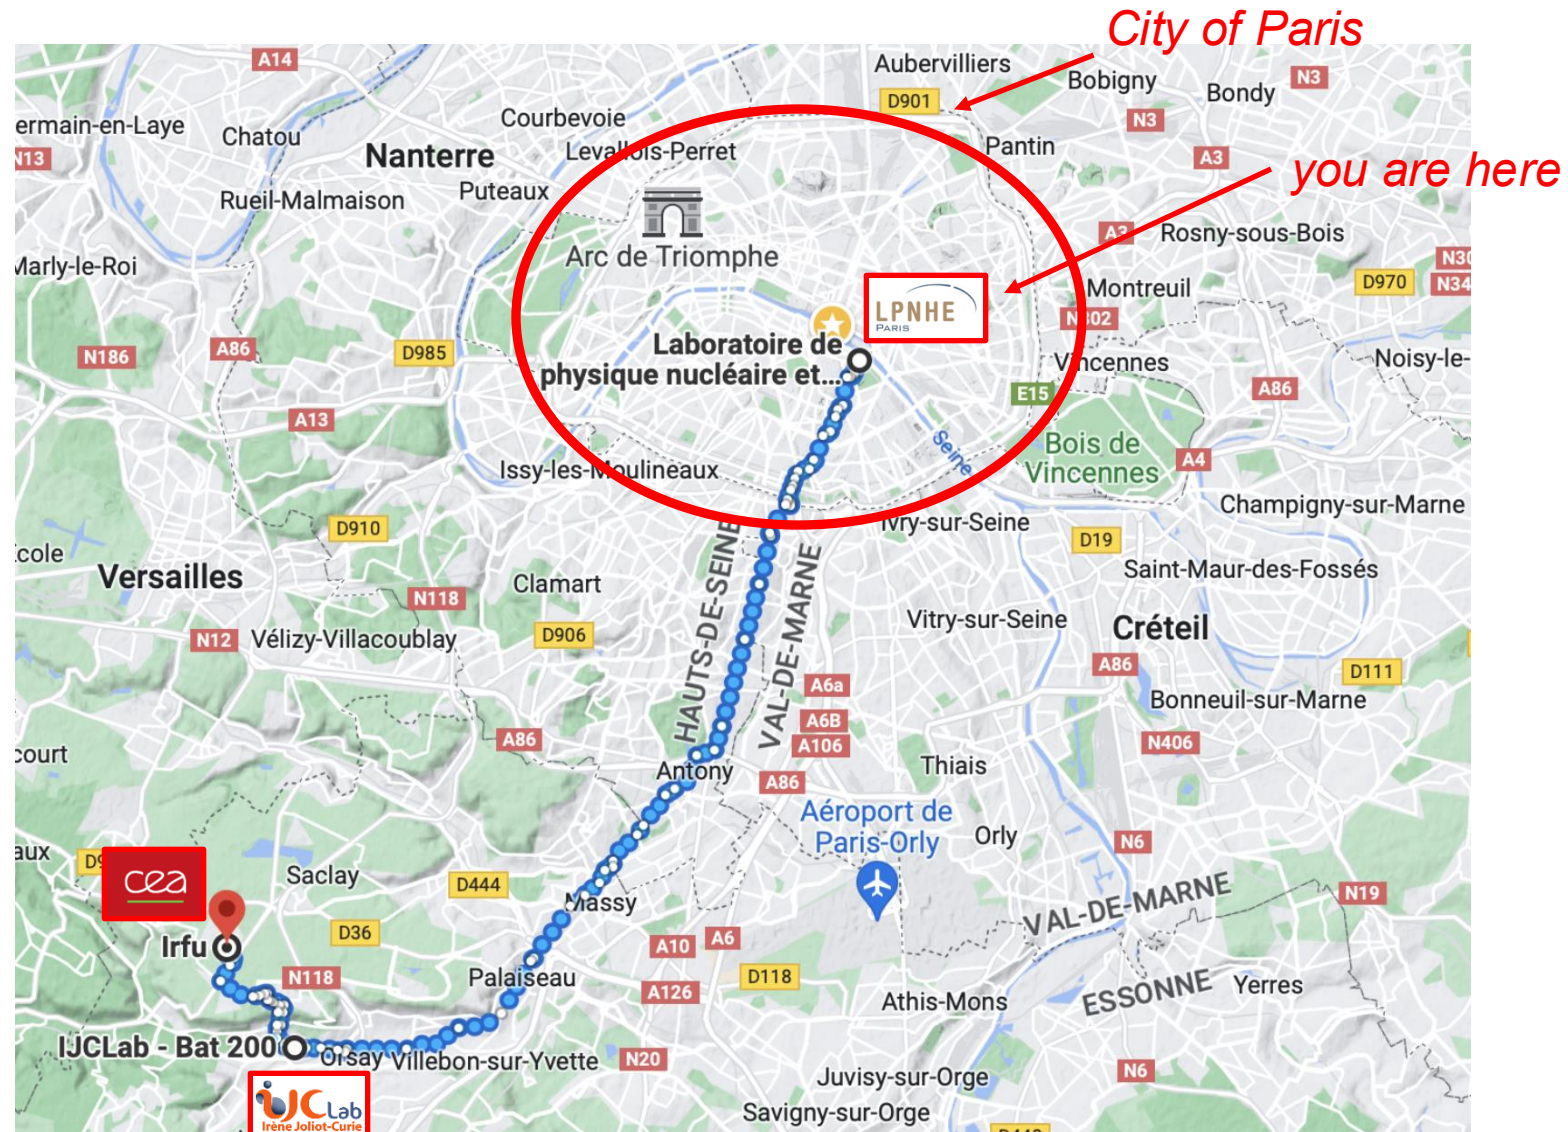 City of Paris
A14
Aubervilliers
Bobigny
N3
Bondy
D901
ermain-en-Laye
Chatou
Courbevoie
N3
N13
Nanterre
Levallois-Perret
Pantin
A3
you are here
Rueil-Malmaison
Puteaux
Arc de Triomphe
A3
Rosny-sous-Bois
Marly-le-Roi
N30
D970
N34
Montreuil
LPNHE
PARIS
N302
N186
A86
D985
Laboratoire de
physique nucléaire et...
Vincennes
Noisy-le-
E15
A86
A13
Seine
Bois de
Vincennes
A4
Issy-les-Moulineaux
Champigny-sur-Marne
D910
Ivry-sur-Seine
D19
cole
Versailles
N118
Clamart
HAUTS-DE-SEINE
VAL-DE-MARNE
Saint-Maur-des-Fossés
N12
Vélizy-Villacoublay
D906
Vitry-sur-Seine
Créteil
A86
D111
A6a
Bonneuil-sur-Marne
A6B
A106
N406
A86
court
Antony
A86
Thiais
Aéroport de
Paris-Orly
Orly
N6
aux
cea
Saclay
D444
Massy
N19
VAL-DE-MARNE
Irfu
D36
A10
A6
N118
Palaiseau
D118
A126
Athis-Mons
ESSONNE
Yerres
IJCLab - Bat 200
Orsay
Villebon-sur-Yvette
N20
Juvisy-sur-Orge
N6
IJCLab
Irène Joliot-Curie
Savigny-sur-Orge